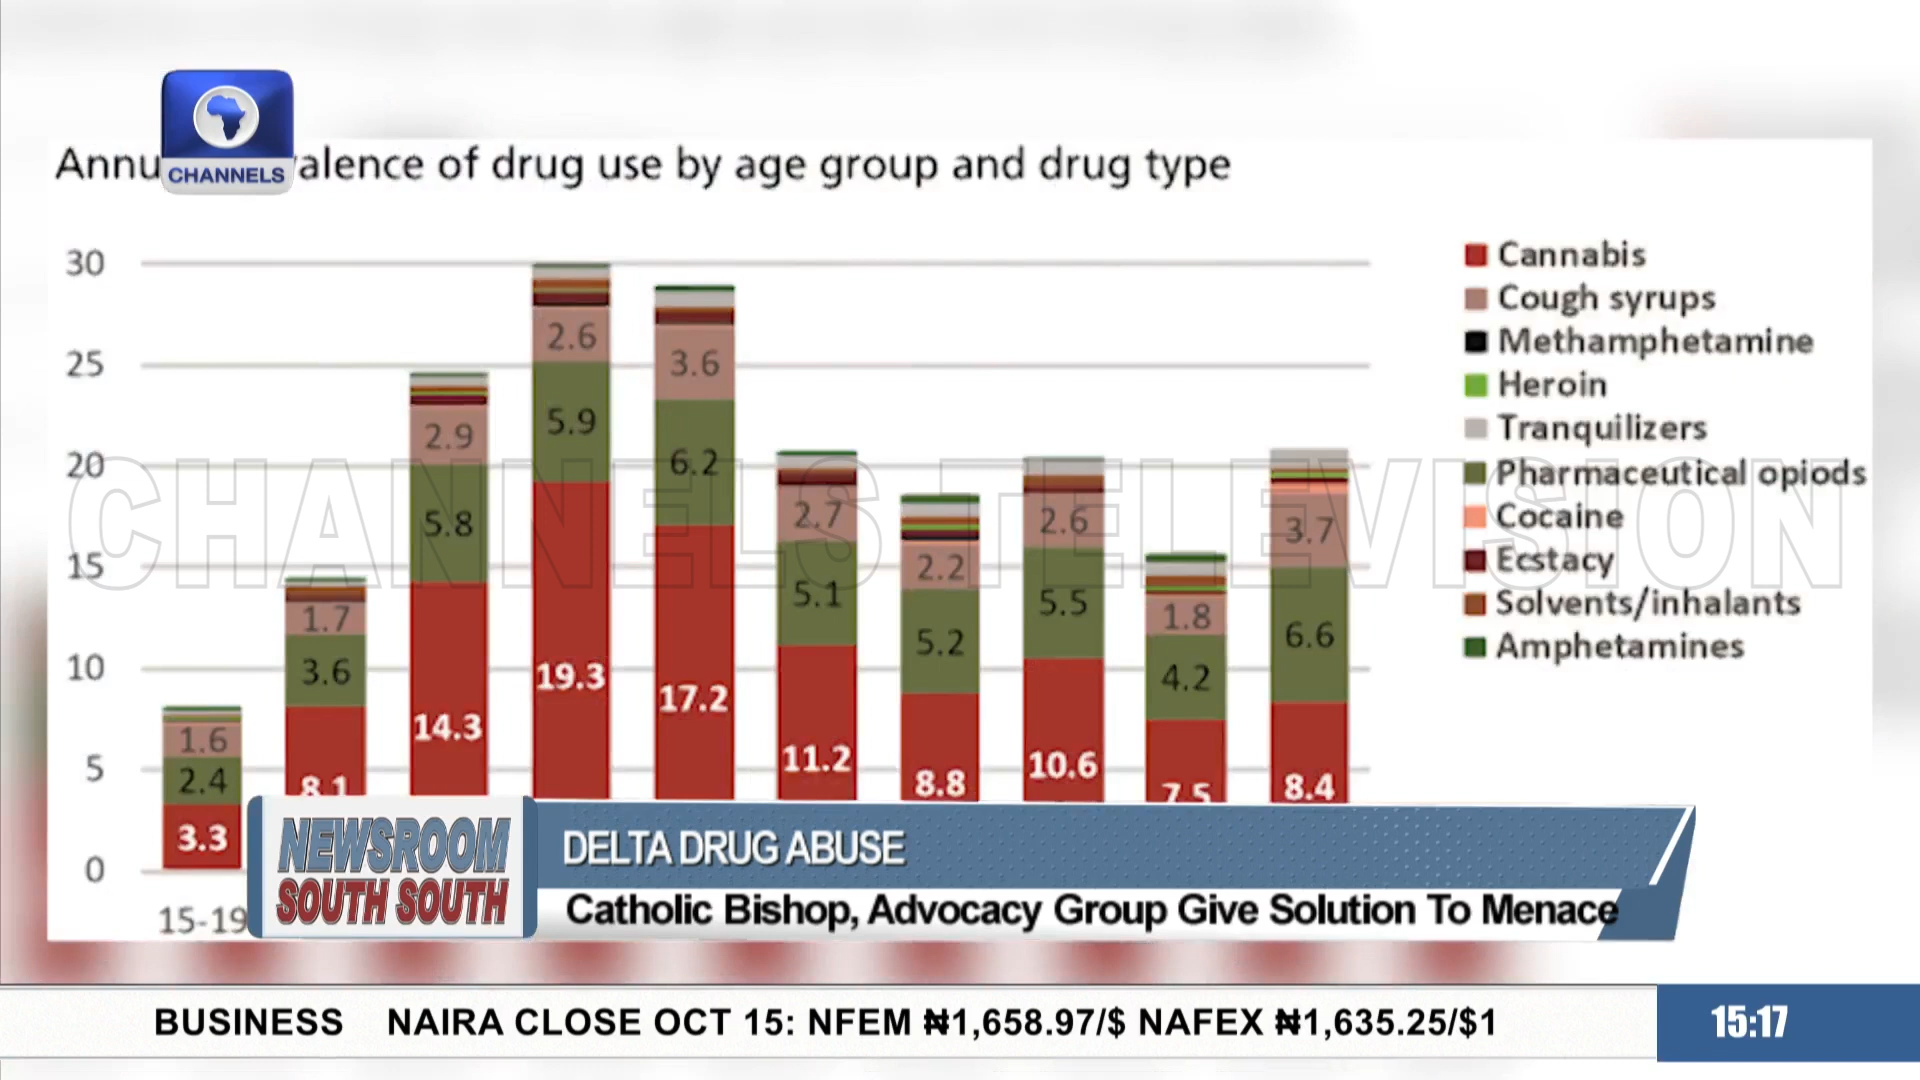 CHANNELS
Annu alence of drug use by age group and drug type
30
25
20
15
10
5
0
Cannabis
Cough syrups
Methamphetamine
Heroin
Tranquilizers
Pharmaceutical opiods
Cocaine
Ecstacy
Solvents/inhalants
Amphetamines
1.6
2.4
3.3
1.7
3.6
8.1
2.9
5.8
14.3
2.6
5.9
19.3
3.6
6.2
17.2
2.7
5.1
11.2
2.2
5.2
8.8
2.6
5.5
10.6
1.8
4.2
7.5
3.7
6.6
8.4
15-19
CHANNELS TELEVISION
NEWSROOM
SOUTH SOUTH
DELTA DRUG ABUSE
Catholic Bishop, Advocacy Group Give Solution To Menace
BUSINESS NAIRA CLOSE OCT 15: NFEM ₦1,658.97/$ NAFEX ₦1,635.25/$1
15:17